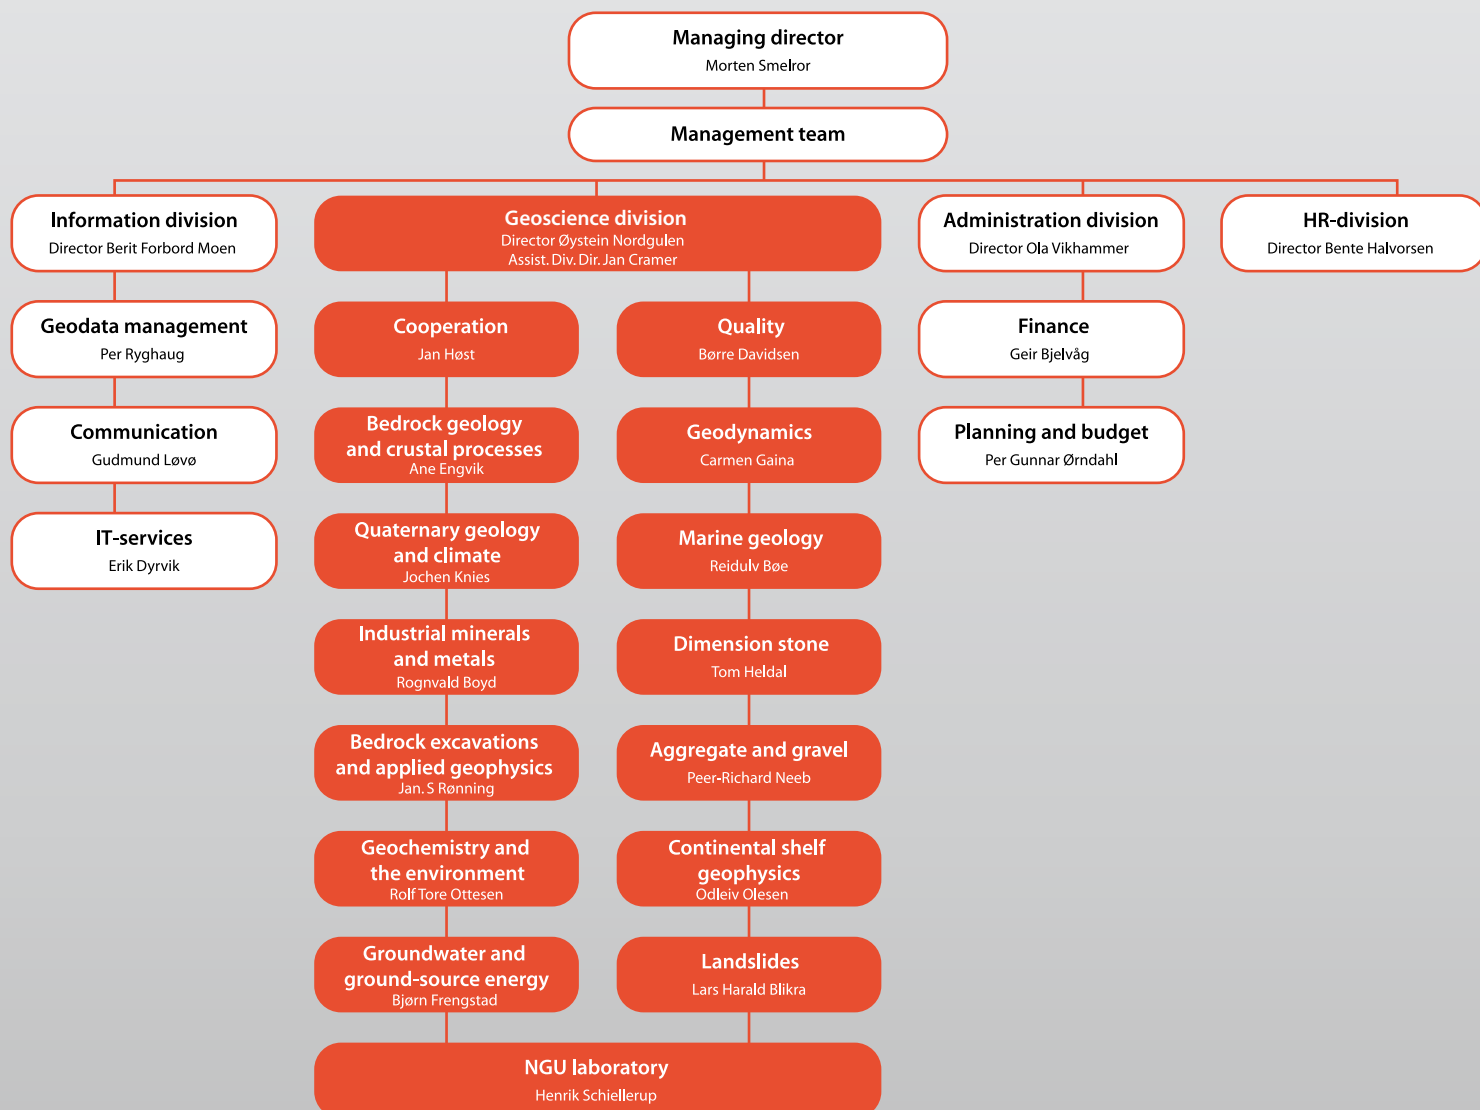 Managing director
Morten Smelror
Management team
Information division
Director Berit Forbord Moen
Geoscience division
Director Øystein Nordgulen
Assist. Div. Dir. Jan Cramer
Administration division
Director Ola Vikhammer
HR-division
Director Bente Halvorsen
Geodata management
Per Ryghaug
Cooperation
Jan Høst
Quality
Børre Davidsen
Finance
Geir Bjelvåg
Communication
Gudmund Løvø
Bedrock geology
and crustal processes
Ane Engvik
Geodynamics
Carmen Gaina
Planning and budget
Per Gunnar Ørndahl
IT-services
Erik Dyrvik
Quaternary geology
and climate
Jochen Knies
Marine geology
Reidulv Bøe
Industrial minerals
and metals
Rognvald Boyd
Dimension stone
Tom Heldal
Bedrock excavations
and applied geophysics
Jan. S Rønning
Aggregate and gravel
Peer-Richard Neeb
Geochemistry and
the environment
Rolf Tore Ottesen
Continental shelf
geophysics
Odleiv Olesen
Groundwater and
ground-source energy
Bjørn Frengstad
Landslides
Lars Harald Blikra
NGU laboratory
Henrik Schiellerup